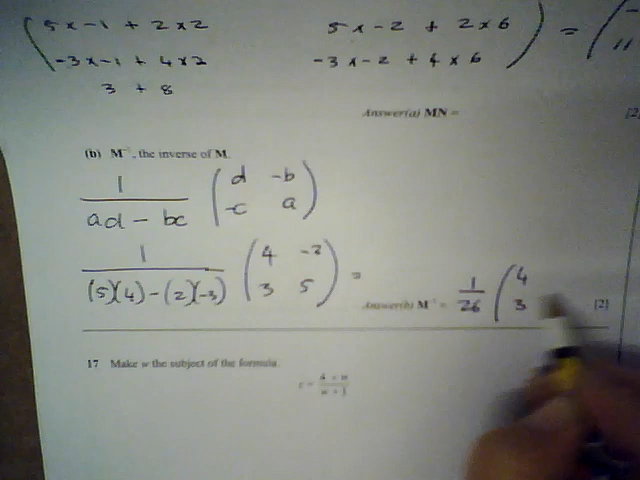 ( 5 x -1 + 2 x 2 5 x -2 + 2 x 6 ) = (
-3 x -1 + 4 x 2 -3 x -2 + 4 x 6 11
3 + 8
Answer(a) MN = [2]
(b) M⁻¹, the inverse of M.
1 / (ad - bc) ( d -b
-c a )
1 / ((5)(4) - (2)(-3)) ( 4 -2
3 5 ) =
Answer(b) M⁻¹ = 1/26 ( 4
3 [2]
17 Make w the subject of the formula.